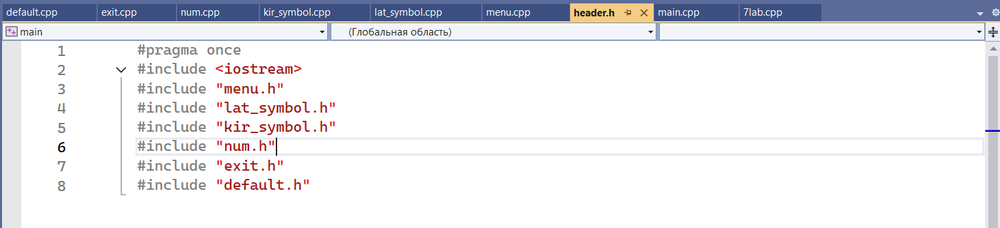 default.cpp exit.cpp num.cpp kir_symbol.cpp lat_symbol.cpp menu.cpp header.h main.cpp 7lab.cpp
main (Глобальная область)
1 #pragma once
2 #include <iostream>
3 #include "menu.h"
4 #include "lat_symbol.h"
5 #include "kir_symbol.h"
6 #include "num.h"
7 #include "exit.h"
8 #include "default.h"